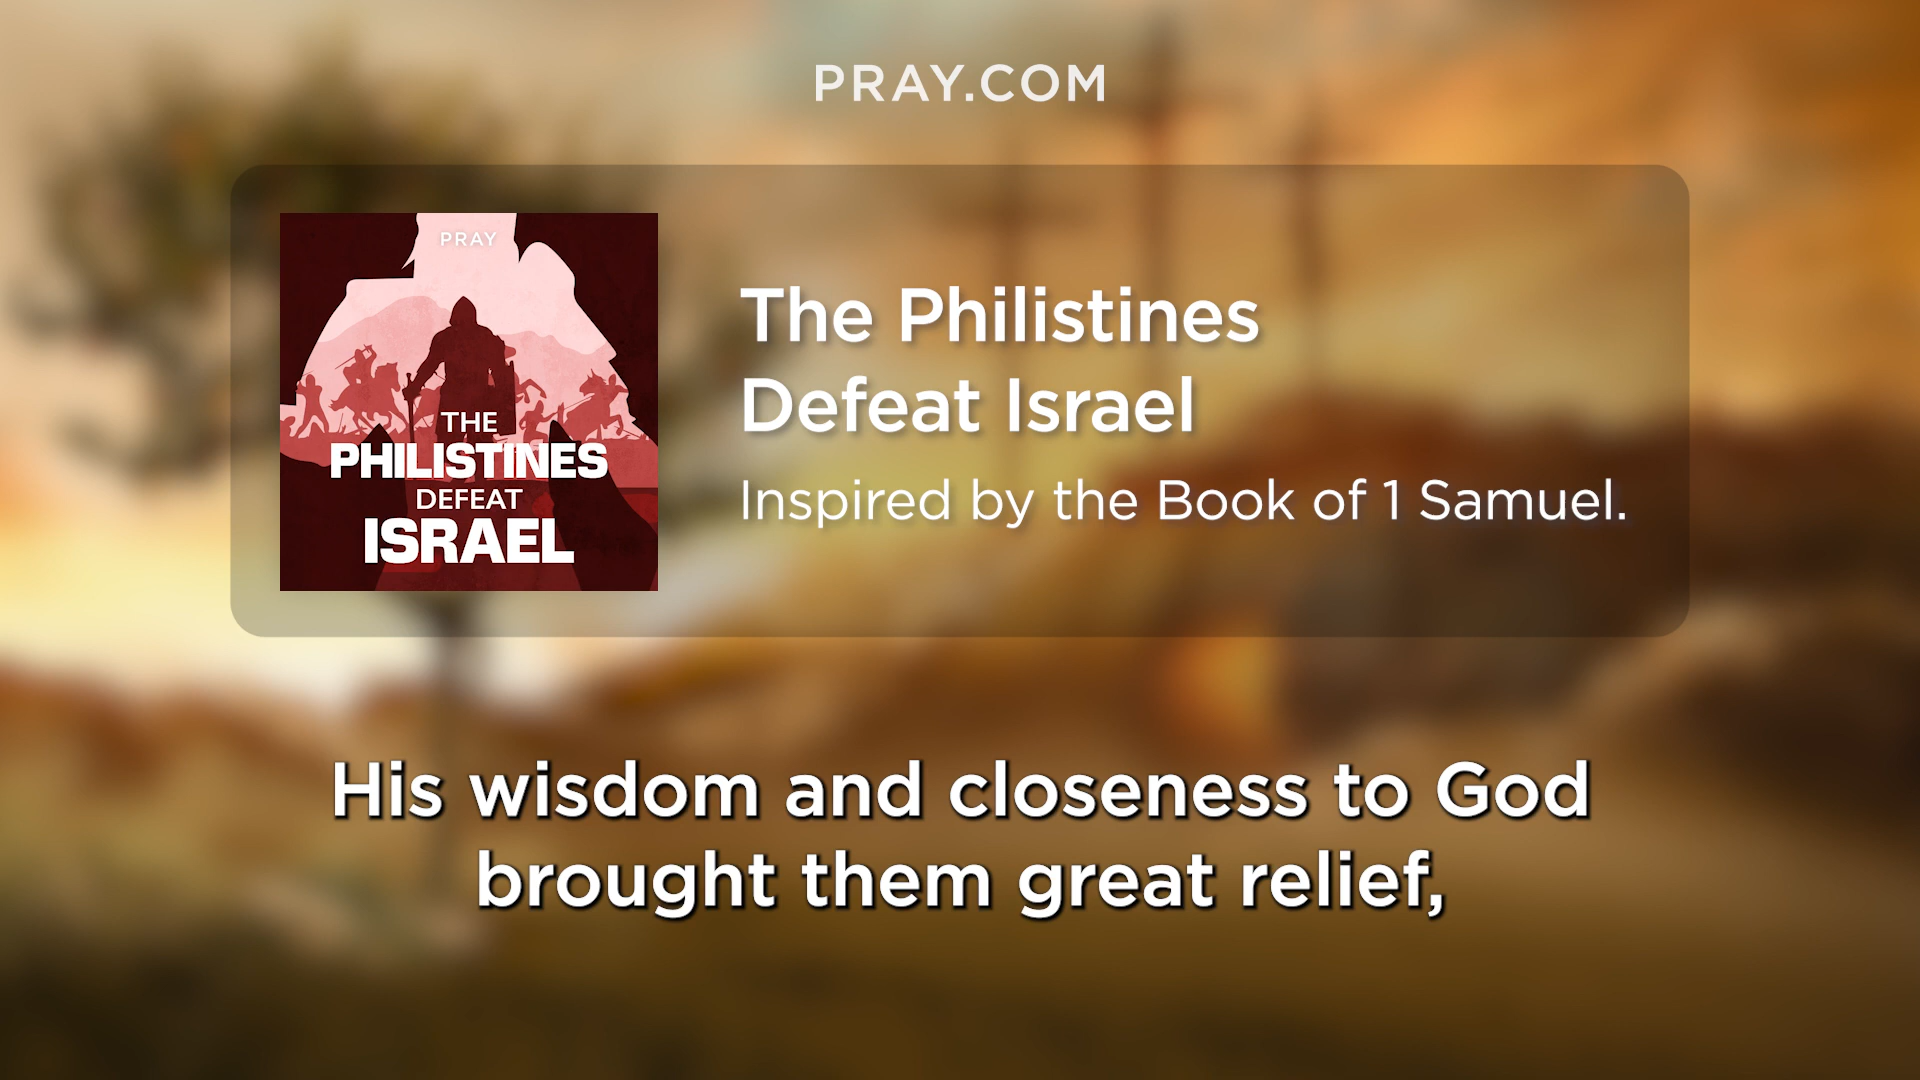 PRAY.COM
PRAY
THE
PHILISTINES
DEFEAT
ISRAEL
The Philistines
Defeat Israel
Inspired by the Book of 1 Samuel.
His wisdom and closeness to God
brought them great relief,